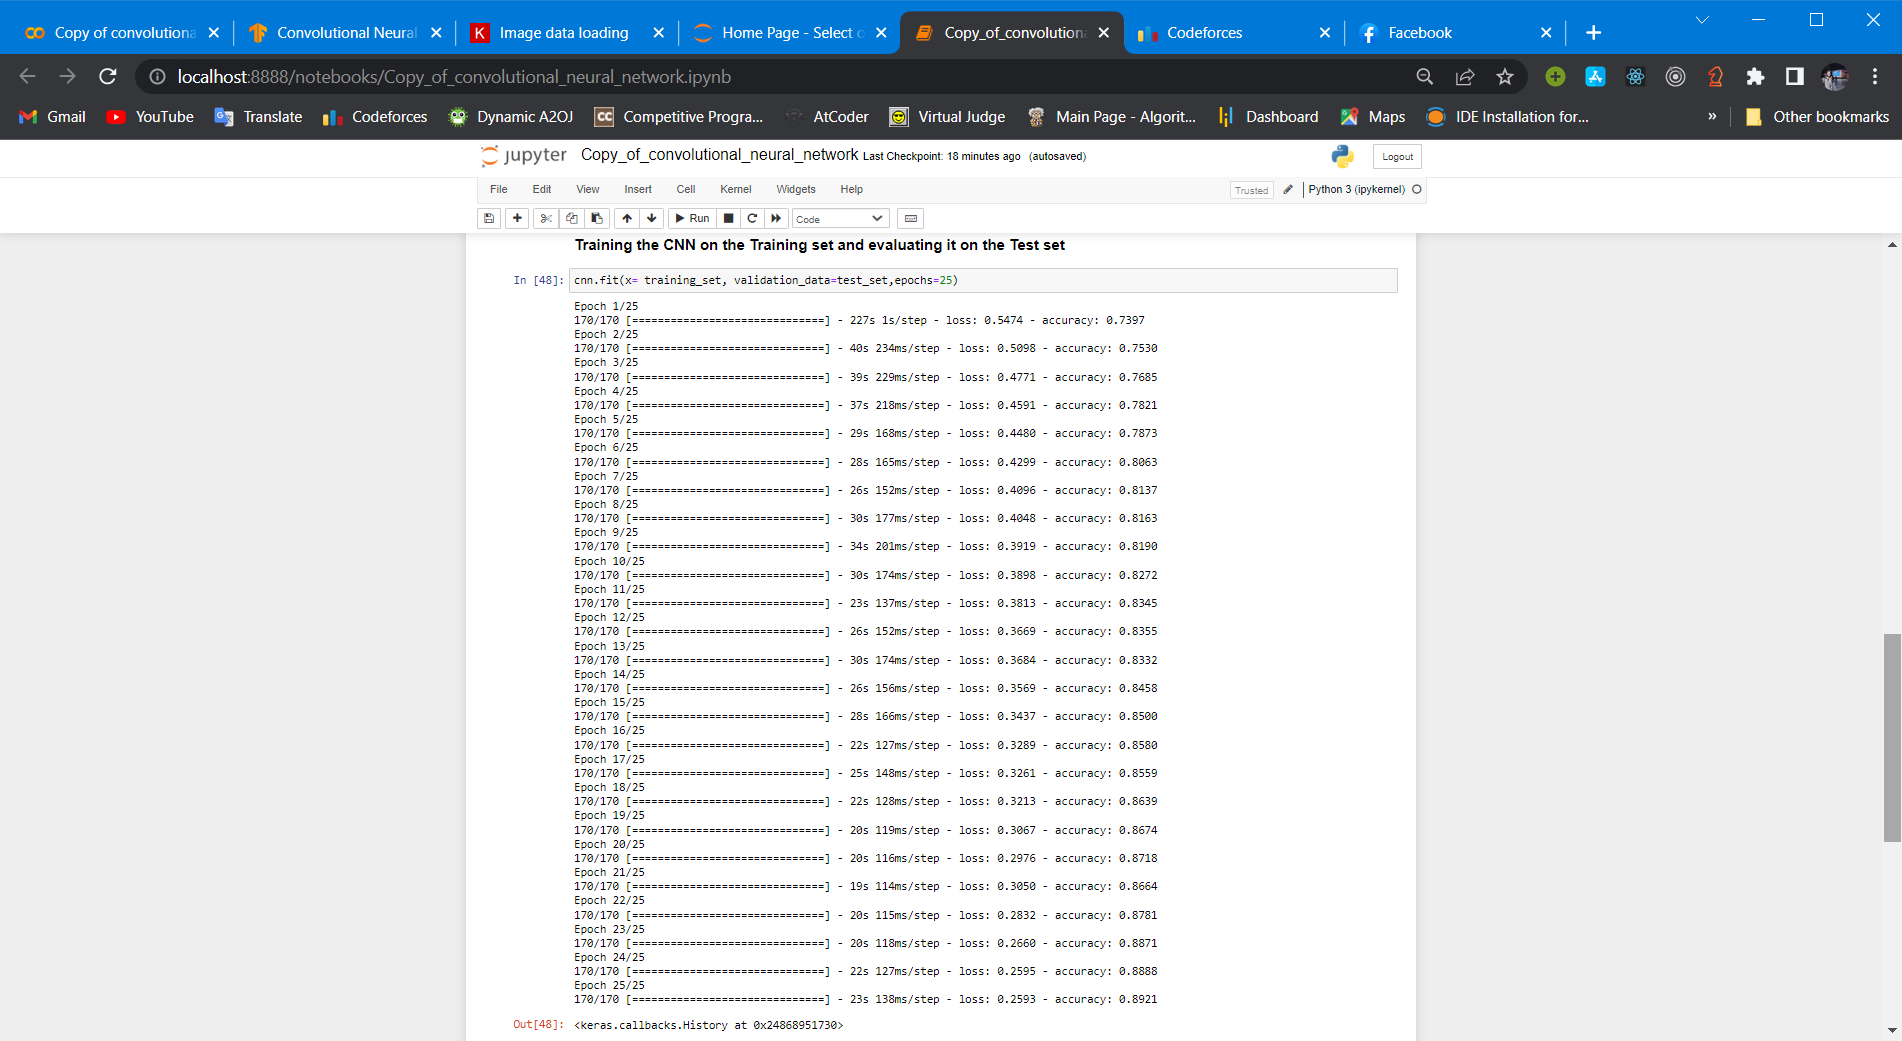 Copy of convolutiona
Convolutional Neural
Image data loading
Home Page - Select o
Copy_of_convolutiona
Codeforces
Facebook
localhost:8888/notebooks/Copy_of_convolutional_neural_network.ipynb
Gmail
YouTube
Translate
Codeforces
Dynamic A2OJ
CC
Competitive Progra...
AtCoder
Virtual Judge
Main Page - Algorit...
Dashboard
Maps
IDE Installation for...
»
Other bookmarks
jupyter Copy_of_convolutional_neural_network Last Checkpoint: 18 minutes ago (autosaved)
Logout
File Edit View Insert Cell Kernel Widgets Help
Trusted
Python 3 (ipykernel)
Run
Code
Training the CNN on the Training set and evaluating it on the Test set
In [48]: cnn.fit(x= training_set, validation_data=test_set,epochs=25)
Epoch 1/25
170/170 [==============================] - 227s 1s/step - loss: 0.5474 - accuracy: 0.7397
Epoch 2/25
170/170 [==============================] - 40s 234ms/step - loss: 0.5098 - accuracy: 0.7530
Epoch 3/25
170/170 [==============================] - 39s 229ms/step - loss: 0.4771 - accuracy: 0.7685
Epoch 4/25
170/170 [==============================] - 37s 218ms/step - loss: 0.4591 - accuracy: 0.7821
Epoch 5/25
170/170 [==============================] - 29s 168ms/step - loss: 0.4480 - accuracy: 0.7873
Epoch 6/25
170/170 [==============================] - 28s 165ms/step - loss: 0.4299 - accuracy: 0.8063
Epoch 7/25
170/170 [==============================] - 26s 152ms/step - loss: 0.4096 - accuracy: 0.8137
Epoch 8/25
170/170 [==============================] - 30s 177ms/step - loss: 0.4048 - accuracy: 0.8163
Epoch 9/25
170/170 [==============================] - 34s 201ms/step - loss: 0.3919 - accuracy: 0.8190
Epoch 10/25
170/170 [==============================] - 30s 174ms/step - loss: 0.3898 - accuracy: 0.8272
Epoch 11/25
170/170 [==============================] - 23s 137ms/step - loss: 0.3813 - accuracy: 0.8345
Epoch 12/25
170/170 [==============================] - 26s 152ms/step - loss: 0.3669 - accuracy: 0.8355
Epoch 13/25
170/170 [==============================] - 30s 174ms/step - loss: 0.3684 - accuracy: 0.8332
Epoch 14/25
170/170 [==============================] - 26s 156ms/step - loss: 0.3569 - accuracy: 0.8458
Epoch 15/25
170/170 [==============================] - 28s 166ms/step - loss: 0.3437 - accuracy: 0.8500
Epoch 16/25
170/170 [==============================] - 22s 127ms/step - loss: 0.3289 - accuracy: 0.8580
Epoch 17/25
170/170 [==============================] - 25s 148ms/step - loss: 0.3261 - accuracy: 0.8559
Epoch 18/25
170/170 [==============================] - 22s 128ms/step - loss: 0.3213 - accuracy: 0.8639
Epoch 19/25
170/170 [==============================] - 20s 119ms/step - loss: 0.3067 - accuracy: 0.8674
Epoch 20/25
170/170 [==============================] - 20s 116ms/step - loss: 0.2976 - accuracy: 0.8718
Epoch 21/25
170/170 [==============================] - 19s 114ms/step - loss: 0.3050 - accuracy: 0.8664
Epoch 22/25
170/170 [==============================] - 20s 115ms/step - loss: 0.2832 - accuracy: 0.8781
Epoch 23/25
170/170 [==============================] - 20s 118ms/step - loss: 0.2660 - accuracy: 0.8871
Epoch 24/25
170/170 [==============================] - 22s 127ms/step - loss: 0.2595 - accuracy: 0.8888
Epoch 25/25
170/170 [==============================] - 23s 138ms/step - loss: 0.2593 - accuracy: 0.8921
Out[48]: <keras.callbacks.History at 0x24868951730>